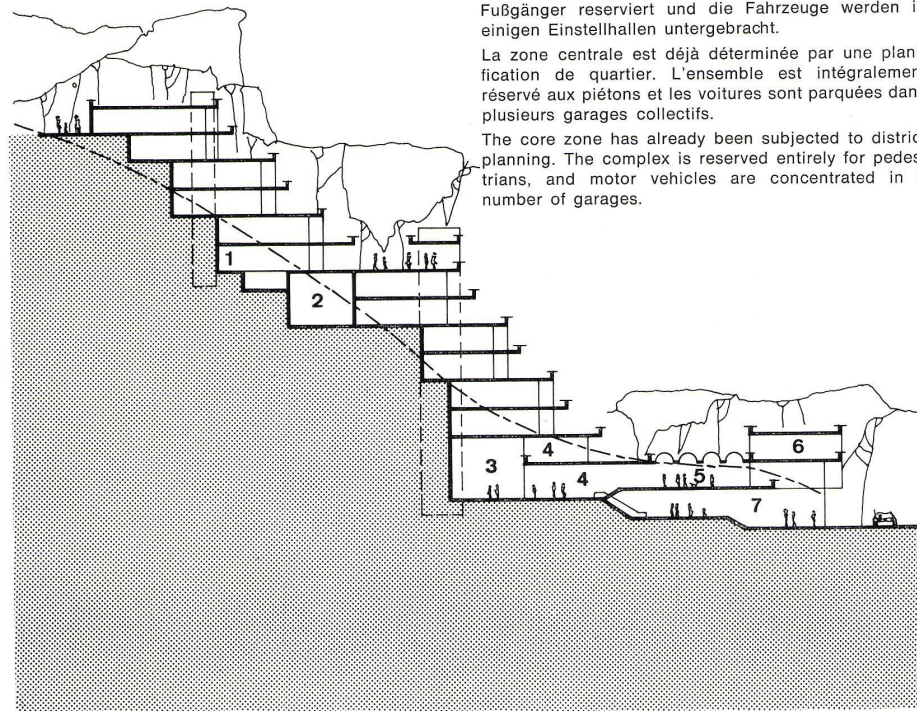 Fußgänger reserviert und die Fahrzeuge werden i
einigen Einstellhallen untergebracht.
La zone centrale est déjà déterminée par une plan
fication de quartier. L'ensemble est intégralemen
réservé aux piétons et les voitures sont parquées dan
plusieurs garages collectifs.
The core zone has already been subjected to distric
planning. The complex is reserved entirely for pedes
trians, and motor vehicles are concentrated in
number of garages.
1
2
6
4
3
4
5
7